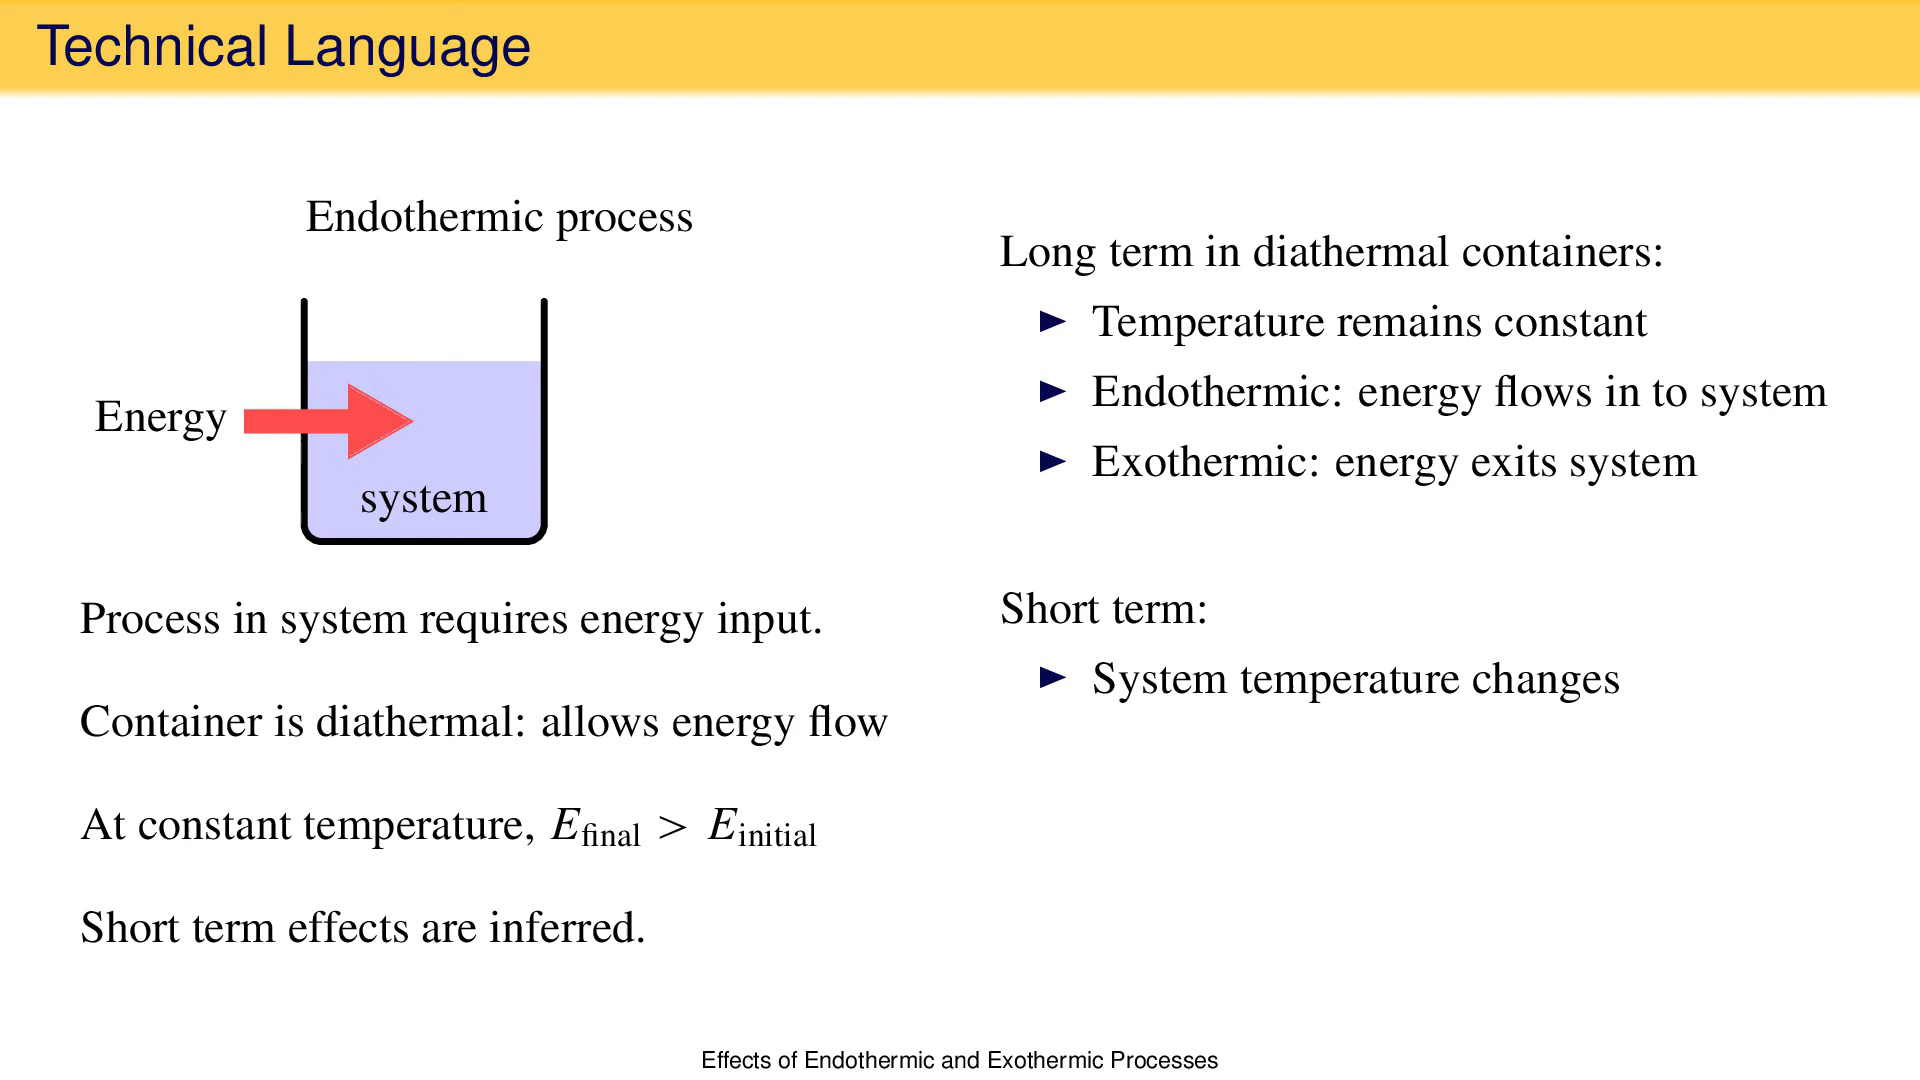 Technical Language
Endothermic process
Energy
system
Process in system requires energy input.
Container is diathermal: allows energy flow
At constant temperature, E_final > E_initial
Short term effects are inferred.
Long term in diathermal containers:
▶ Temperature remains constant
▶ Endothermic: energy flows in to system
▶ Exothermic: energy exits system
Short term:
▶ System temperature changes
Effects of Endothermic and Exothermic Processes